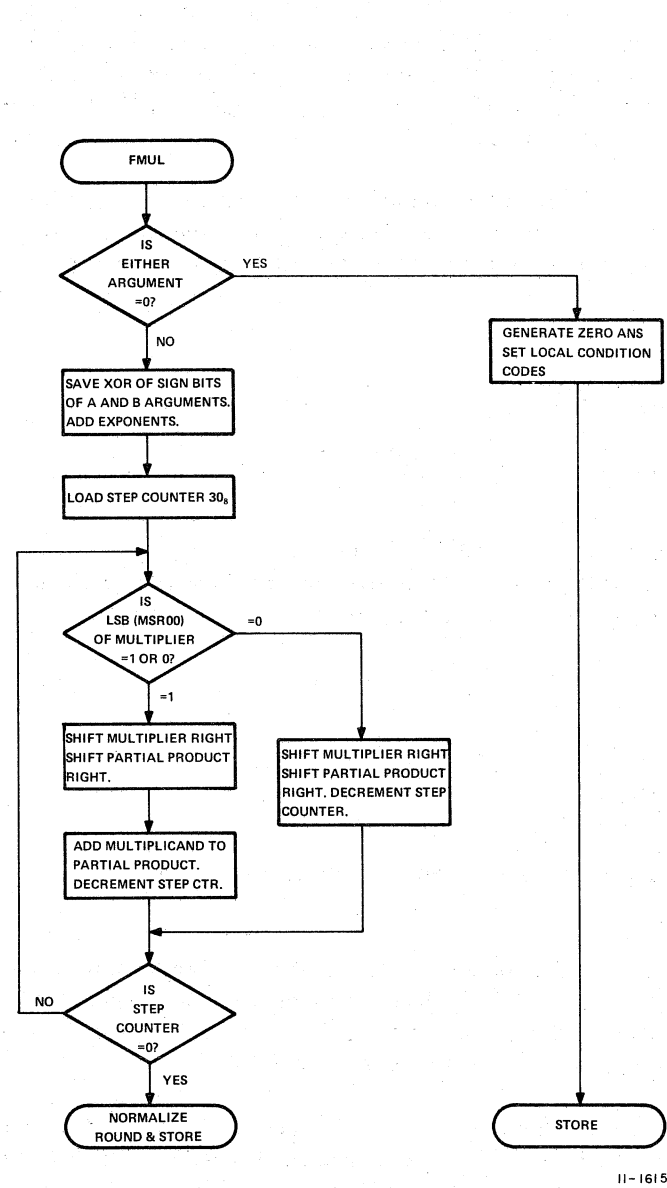 FMUL
IS
EITHER
ARGUMENT
=0?
YES
NO
GENERATE ZERO ANS
SET LOCAL CONDITION
CODES
SAVE XOR OF SIGN BITS
OF A AND B ARGUMENTS.
ADD EXPONENTS.
LOAD STEP COUNTER 30₈
IS
LSB (MSR00)
OF MULTIPLIER
=1 OR 0?
=0
=1
SHIFT MULTIPLIER RIGHT
SHIFT PARTIAL PRODUCT
RIGHT.
SHIFT MULTIPLIER RIGHT
SHIFT PARTIAL PRODUCT
RIGHT. DECREMENT STEP
COUNTER.
ADD MULTIPLICAND TO
PARTIAL PRODUCT.
DECREMENT STEP CTR.
IS
STEP
COUNTER
=0?
NO
YES
NORMALIZE
ROUND & STORE
STORE
11-1615